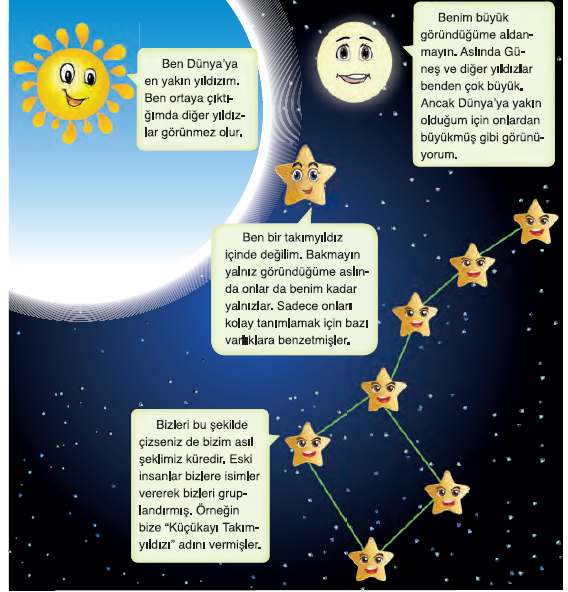 Ben Dünya'ya
en yakın yıldızım.
Ben ortaya çıktı-
ğımda diğer yıldız-
lar görünmez olur.
Benim büyük
göründüğüme aldan-
mayın. Aslında Gü-
neş ve diğer yıldızlar
benden çok büyük.
Ancak Dünya'ya yakın
olduğum için onlardan
büyükmüş gibi görünü-
yorum.
Ben bir takımyıldız
içinde değilim. Bakmayın
yalnız göründüğüme aslın-
da onlar da benim kadar
yalnızlar. Sadece onları
kolay tanımlamak için bazı
varlıklara benzetmişler.
Bizleri bu şekilde
çizseniz de bizim asıl
şeklimiz küredir. Eski
insanlar bizlere isimler
vererek bizleri grup-
landırmış. Örneğin
bize "Küçükayı Takım-
yıldızı" adını vermişler.